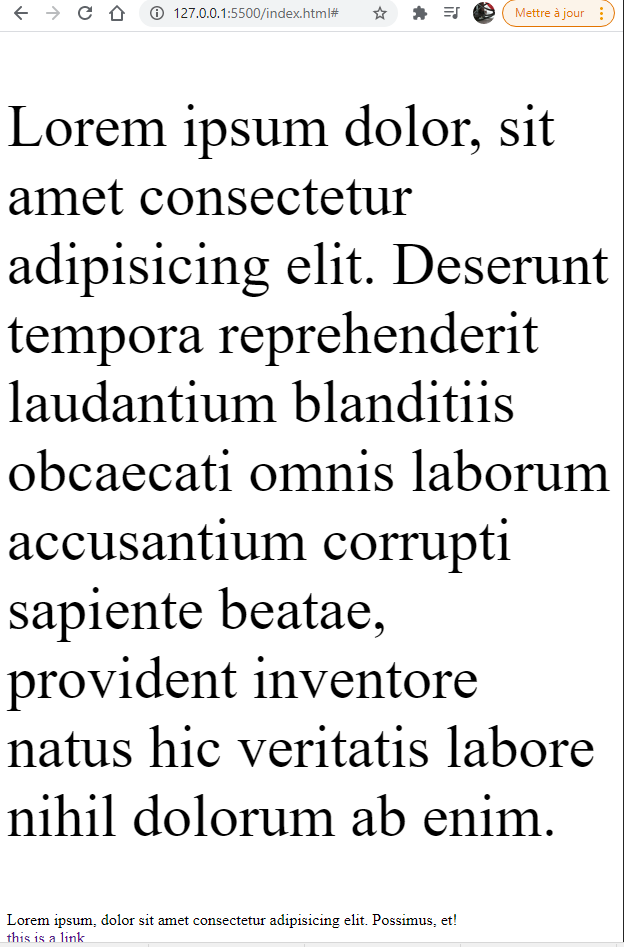 127.0.0.1:5500/index.html#
Mettre à jour
Lorem ipsum dolor, sit
amet consectetur
adipisicing elit. Deserunt
tempora reprehenderit
laudantium blanditiis
obcaecati omnis laborum
accusantium corrupti
sapiente beatae,
provident inventore
natus hic veritatis labore
nihil dolorum ab enim.
Lorem ipsum, dolor sit amet consectetur adipisicing elit. Possimus, et!
this is a link